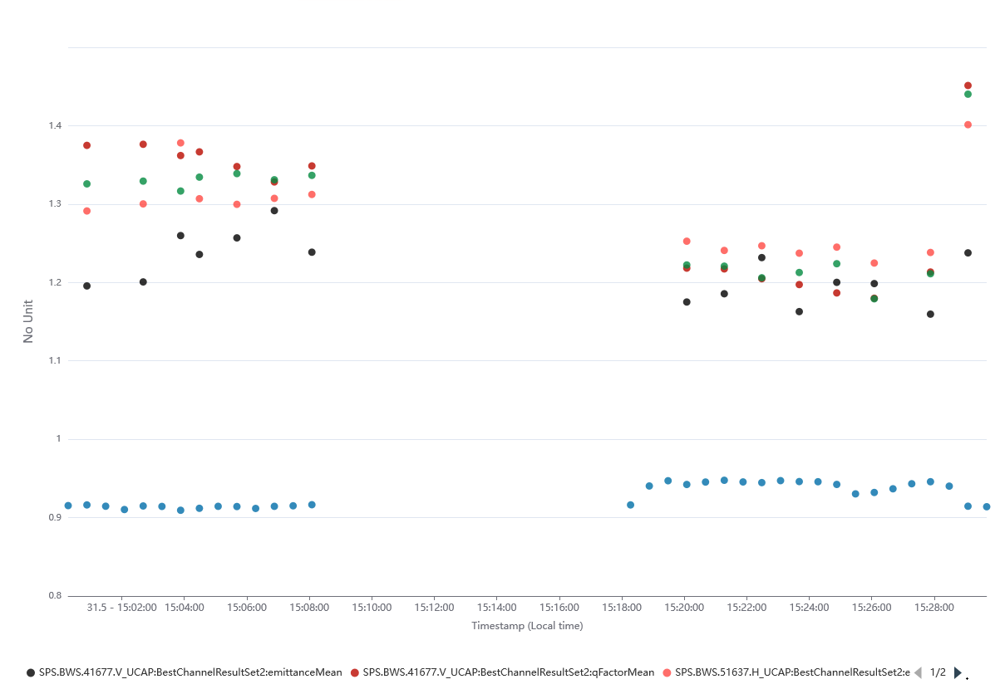 1.4
1.3
1.2
1.1
1
0.9
0.8
No Unit
31.5 - 15:02:00 15:04:00 15:06:00 15:08:00 15:10:00 15:12:00 15:14:00 15:16:00 15:18:00 15:20:00 15:22:00 15:24:00 15:26:00 15:28:00
Timestamp (Local time)
SPS.BWS.41677.V_UCAP:BestChannelResultSet2:emittanceMean SPS.BWS.41677.V_UCAP:BestChannelResultSet2:qFactorMean SPS.BWS.51637.H_UCAP:BestChannelResultSet2:e 1/2